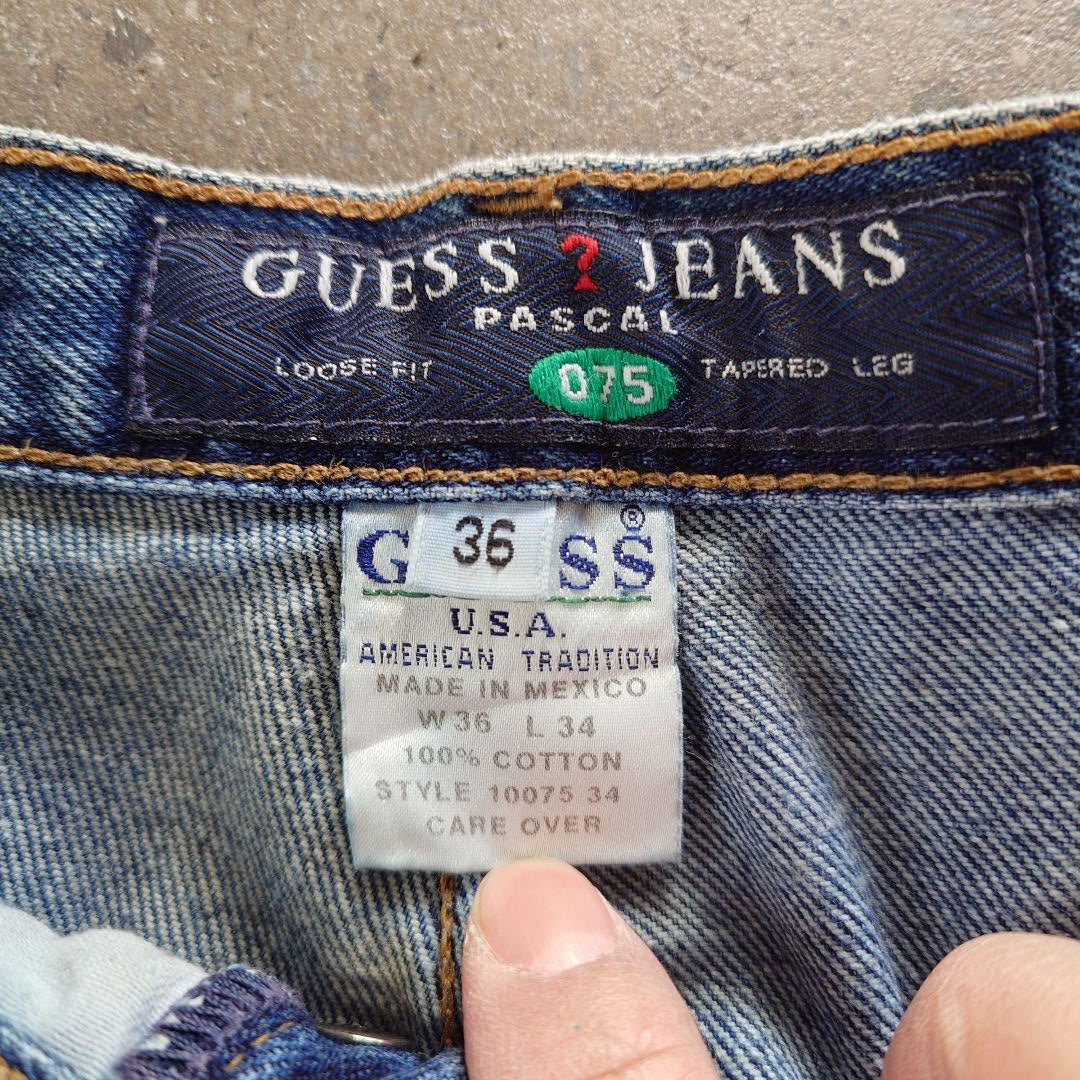 GUESS ? JEANS
PASCAL
LOOSE FIT 075 TAPERED LEG
36
G SS®
U.S.A.
AMERICAN TRADITION
MADE IN MEXICO
W36 L 34
100% COTTON
STYLE 10075 34
CARE OVER